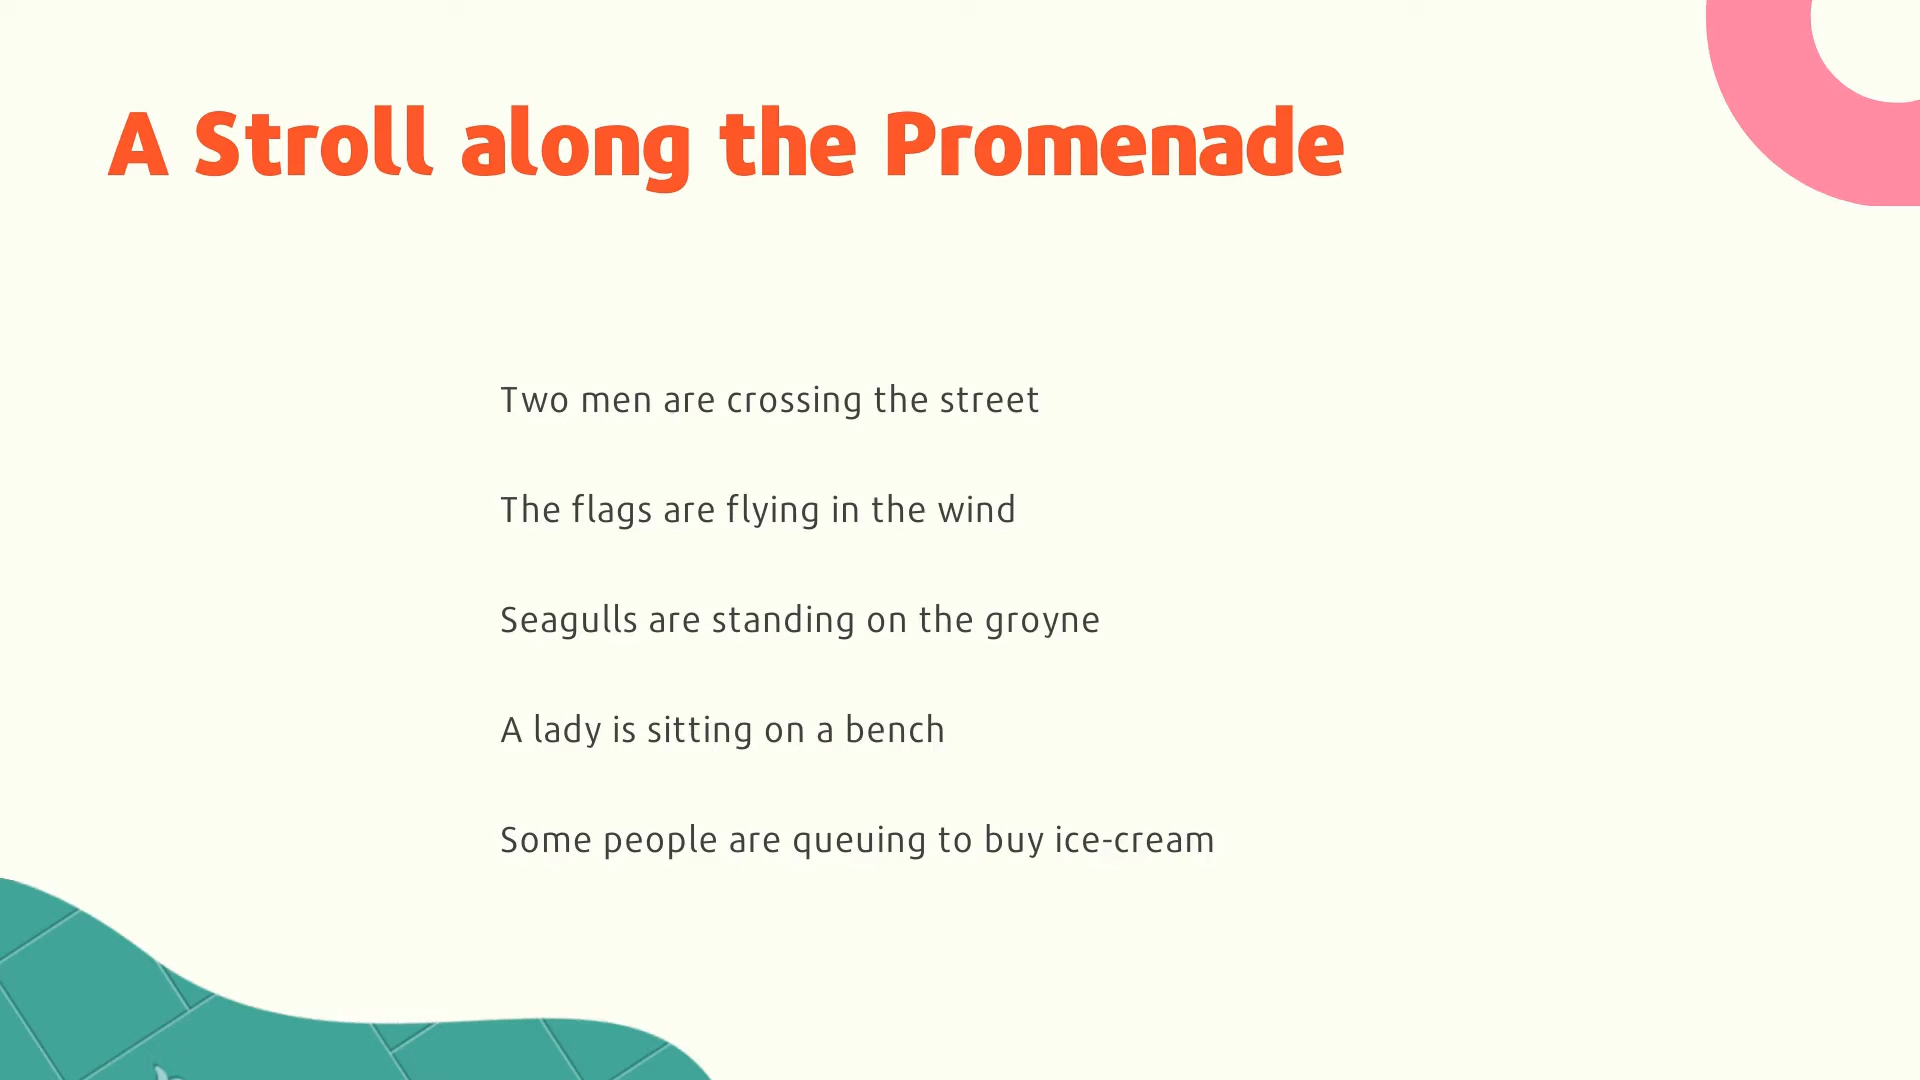 A Stroll along the Promenade
Two men are crossing the street
The flags are flying in the wind
Seagulls are standing on the groyne
A lady is sitting on a bench
Some people are queuing to buy ice-cream